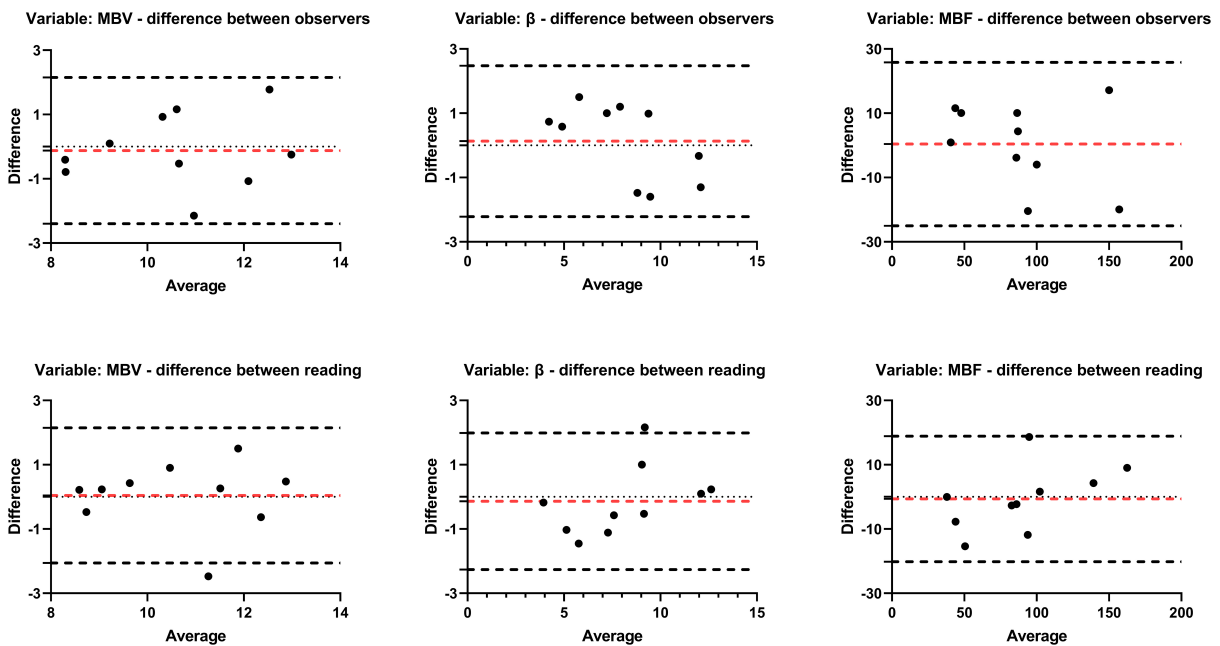 Variable: MBV - difference between observers
3
1
-1
-3
Difference
8 10 12 14
Average
Variable: β - difference between observers
3
1
-1
-3
Difference
0 5 10 15
Average
Variable: MBF - difference between observers
30
10
-10
-30
Difference
0 50 100 150 200
Average
Variable: MBV - difference between reading
3
1
-1
-3
Difference
8 10 12 14
Average
Variable: β - difference between reading
3
1
-1
-3
Difference
0 5 10 15
Average
Variable: MBF - difference between reading
30
10
-10
-30
Difference
0 50 100 150 200
Average